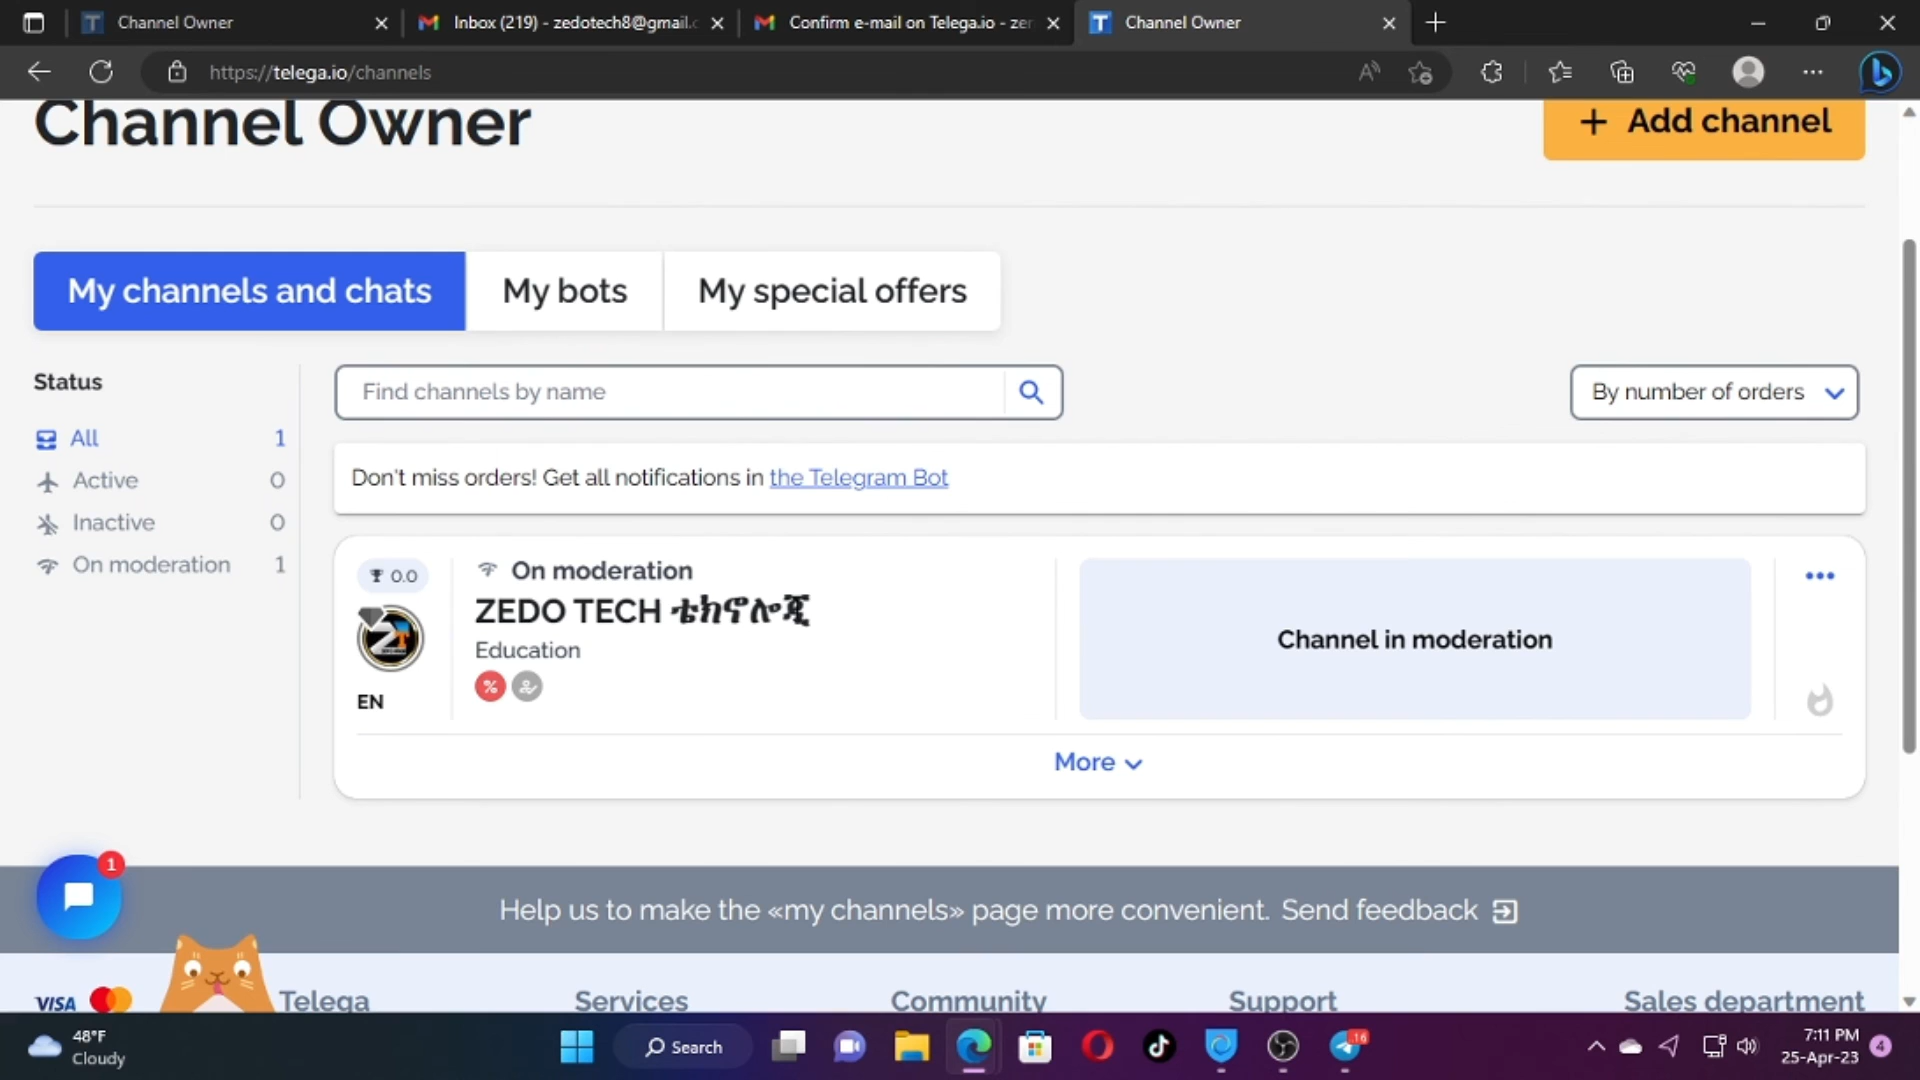 Channel Owner
Inbox (219) - zedotech8@gmail.c
Confirm e-mail on Telega.io - zer
Channel Owner
https://telega.io/channels
Channel Owner
+ Add channel
My channels and chats
My bots
My special offers
Status
Find channels by name
By number of orders
All 1
Active 0
Inactive 0
On moderation 1
Don't miss orders! Get all notifications in the Telegram Bot
0.0
On moderation
ZEDO TECH ቴክኖሎጂ
Education
EN
Channel in moderation
More
1
Help us to make the «my channels» page more convenient. Send feedback
VISA
Telega
Services
Community
Support
Sales department
48°F
Cloudy
Search
16
7:11 PM
25-Apr-23
4